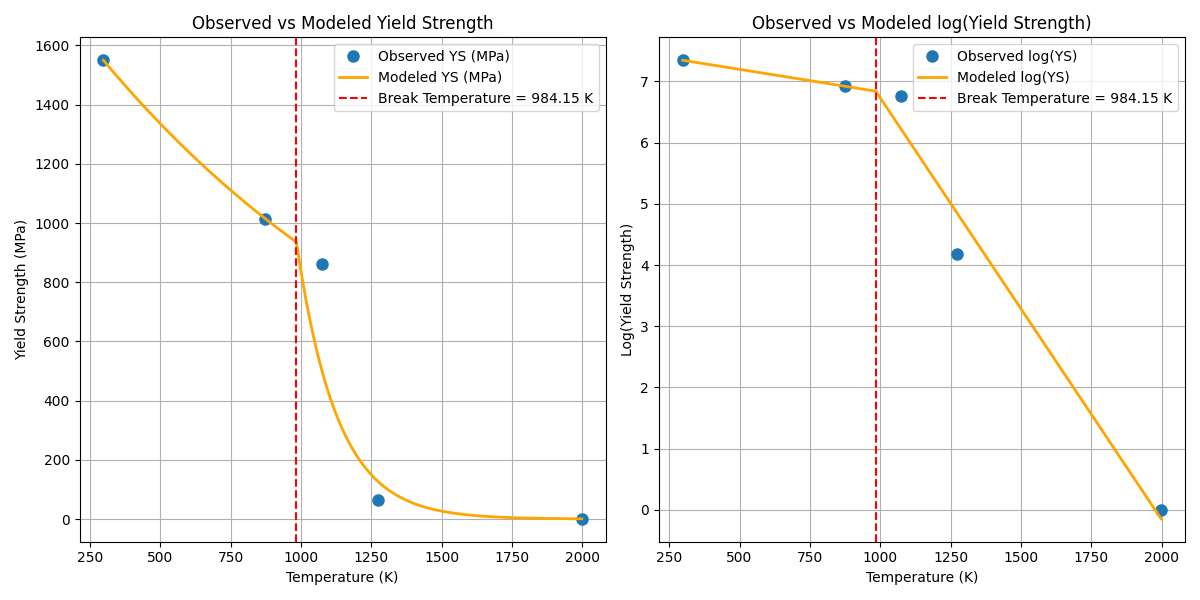 Observed vs Modeled Yield Strength
Observed YS (MPa)
Modeled YS (MPa)
Break Temperature = 984.15 K
Yield Strength (MPa)
1600
1400
1200
1000
800
600
400
200
0
250 500 750 1000 1250 1500 1750 2000
Temperature (K)
Observed vs Modeled log(Yield Strength)
Observed log(YS)
Modeled log(YS)
Break Temperature = 984.15 K
Log(Yield Strength)
7
6
5
4
3
2
1
0
250 500 750 1000 1250 1500 1750 2000
Temperature (K)